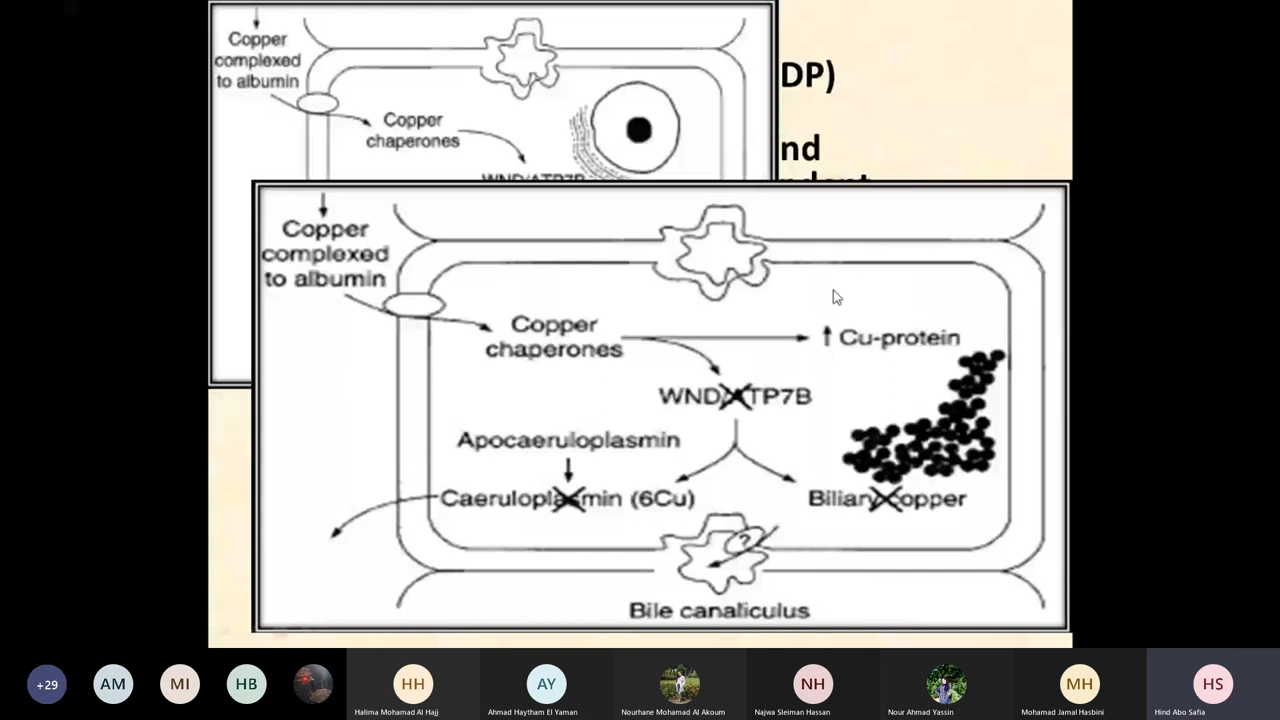 Copper
complexed
to albumin
Copper
chaperones
WND/ATP7B
DP)
nd
Copper
complexed
to albumin
Copper
chaperones
↑ Cu-protein
WND/ATP7B
Apocaeruloplasmin
Caeruloplasmin (6Cu)
Biliary copper
?
Bile canaliculus
+29
AM
MI
HB
HH
AY
NH
MH
HS
Halima Mohamad Al Hajj
Ahmad Haytham El Yaman
Nourhane Mohamad Al Akoum
Najwa Sleiman Hassan
Nour Ahmad Yassin
Mohamad Jamal Hasbini
Hind Abo Safia